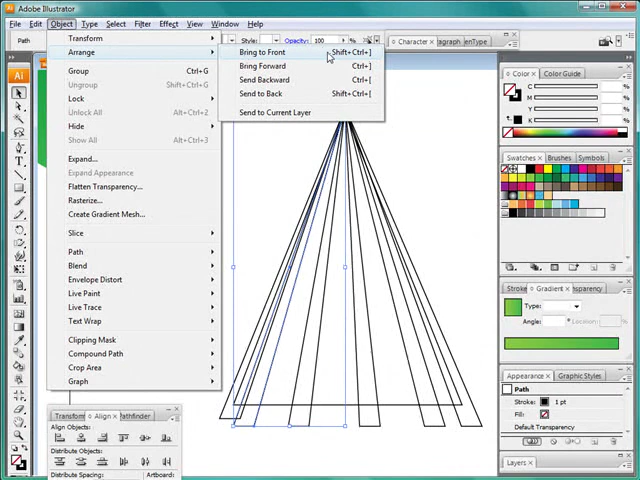 Adobe Illustrator
File Edit Object Type Select Filter Effect View Window Help
Path
Style:
Opacity: 100
Character
ragraph
enType
Transform
Arrange
Group Ctrl+G
Ungroup Shift+Ctrl+G
Lock
Unlock All Alt+Ctrl+2
Hide
Show All Alt+Ctrl+3
Expand...
Expand Appearance
Flatten Transparency...
Rasterize...
Create Gradient Mesh...
Slice
Path
Blend
Envelope Distort
Live Paint
Live Trace
Text Wrap
Clipping Mask
Compound Path
Crop Area
Graph
Bring to Front Shift+Ctrl+]
Bring Forward Ctrl+]
Send Backward Ctrl+[
Send to Back Shift+Ctrl+[
Send to Current Layer
Ai
Color Color Guide
C %
M %
Y %
K %
Swatches Brushes Symbols
Stroke Gradient nsparency
Type:
Angle: Location: %
Appearance Graphic Styles
Path
Stroke: 1 pt
Fill:
Default Transparency
Layers
Transform Align Pathfinder
Align Objects:
Distribute Objects:
Distribute Spacing: